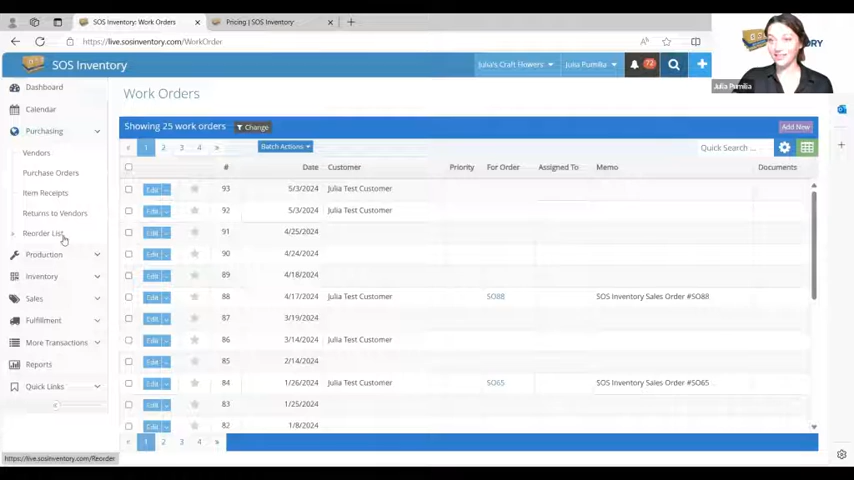 SOS Inventory: Work Orders
Pricing | SOS Inventory
https://live.sosinventory.com/WorkOrder
SOS Inventory
Julia's Craft Flowers
Julia Pumilia
72
Julia Pumilia
Dashboard
Calendar
Purchasing
Vendors
Purchase Orders
Item Receipts
Returns to Vendors
Reorder List
Production
Inventory
Sales
Fulfillment
More Transactions
Reports
Quick Links
Work Orders
Showing 25 work orders
Change
Add New
« 1 2 3 4 »
Batch Actions
Quick Search ...
# Date Customer Priority For Order Assigned To Memo Documents
Edit 93 5/3/2024 Julia Test Customer
Edit 92 5/3/2024 Julia Test Customer
Edit 91 4/25/2024
Edit 90 4/24/2024
Edit 89 4/18/2024
Edit 88 4/17/2024 Julia Test Customer SO88 SOS Inventory Sales Order #SO88
Edit 87 3/19/2024
Edit 86 3/14/2024 Julia Test Customer
Edit 85 2/14/2024
Edit 84 1/26/2024 Julia Test Customer SO65 SOS Inventory Sales Order #SO65
Edit 83 1/25/2024
Edit 82 1/8/2024
« 1 2 3 4 »
https://live.sosinventory.com/Reorder